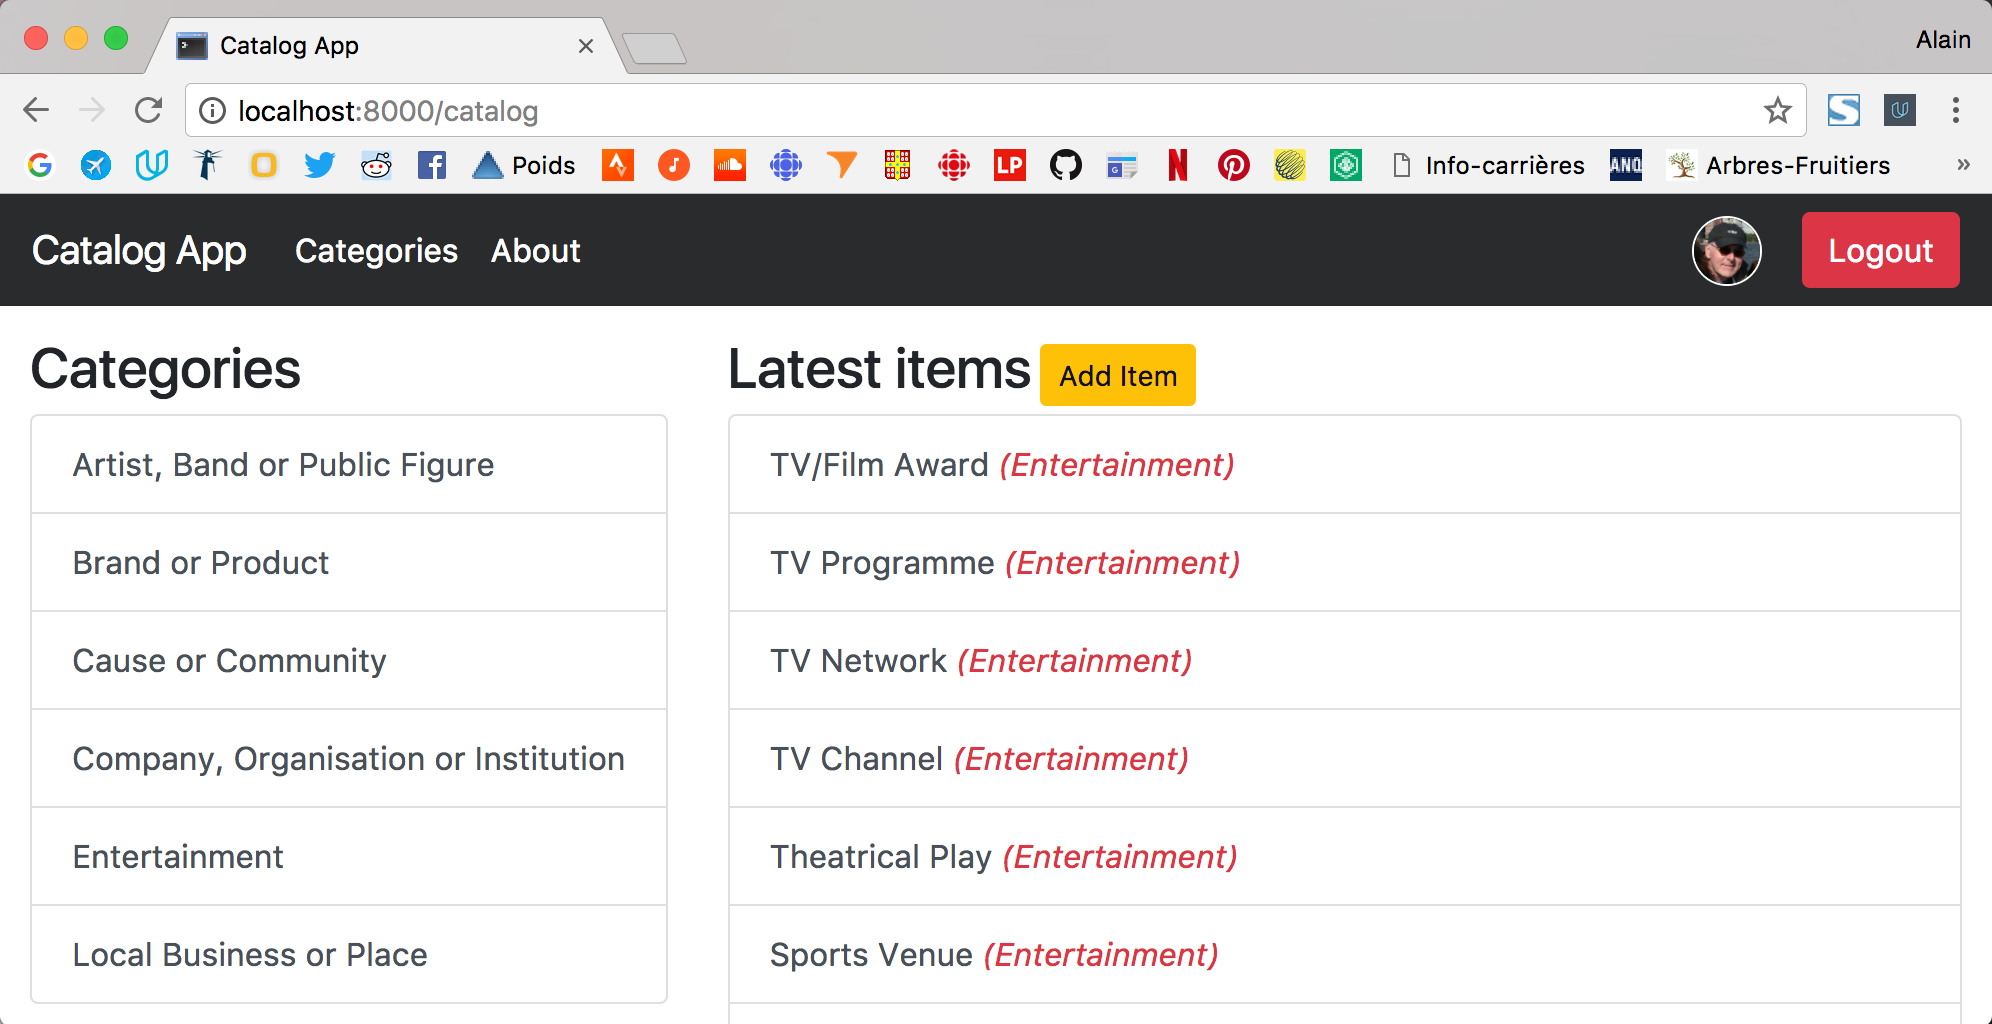 Catalog App
Alain
localhost:8000/catalog
Poids
LP
Info-carrières
ANQ
Arbres-Fruitiers
»
Catalog App
Categories
About
Logout
Categories
Latest items
Add Item
Artist, Band or Public Figure
Brand or Product
Cause or Community
Company, Organisation or Institution
Entertainment
Local Business or Place
TV/Film Award (Entertainment)
TV Programme (Entertainment)
TV Network (Entertainment)
TV Channel (Entertainment)
Theatrical Play (Entertainment)
Sports Venue (Entertainment)